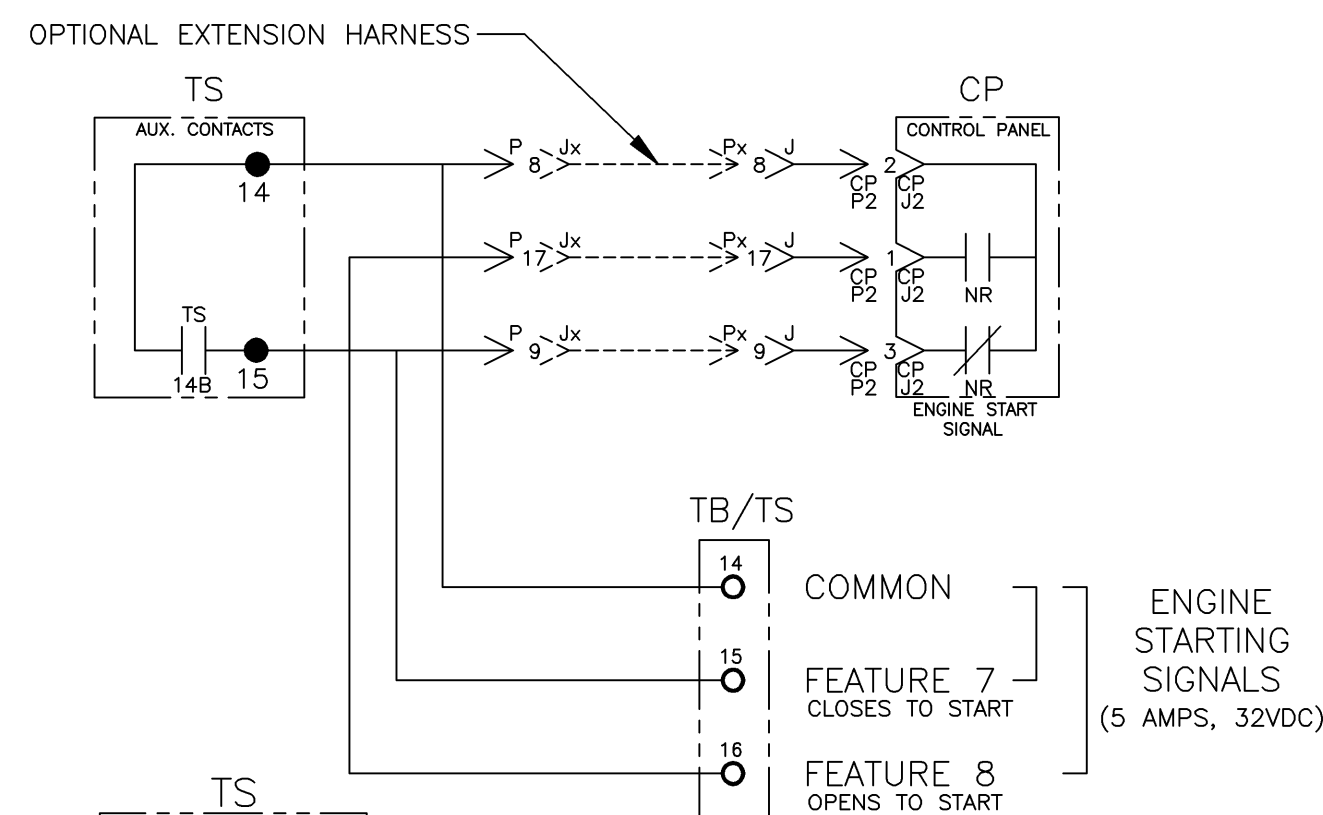 OPTIONAL EXTENSION HARNESS
TS
CP
AUX. CONTACTS
CONTROL PANEL
14
P 8 Jx
Px 8 J
2
CP CP
P2 J2
P 17 Jx
Px 17 J
1
CP CP
P2 J2
NR
TS
14B
15
P 9 Jx
Px 9 J
3
CP CP
P2 J2
NR
ENGINE START
SIGNAL
TB/TS
14
COMMON
15
FEATURE 7
CLOSES TO START
16
FEATURE 8
OPENS TO START
ENGINE
STARTING
SIGNALS
(5 AMPS, 32VDC)
TS